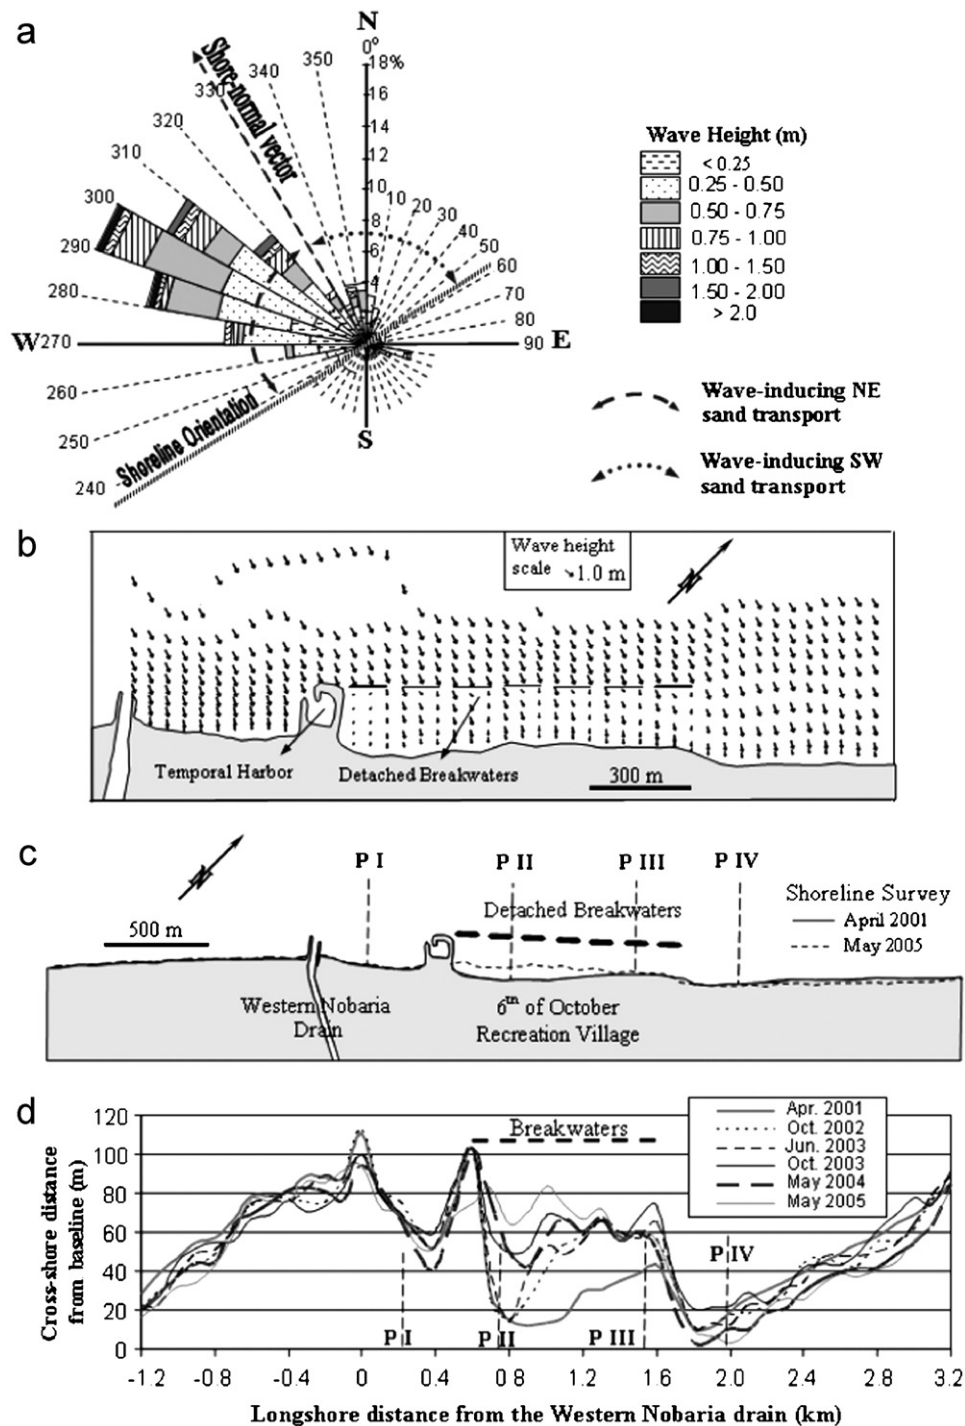 a
N
0°
18%
16
14
12
10
8
6
4
350
340
330
320
310
300
290
280
W 270
260
250
240
10
20
30
40
50
60
70
80
90 E
S
Shore-normal vector
Shoreline Orientation
Wave Height (m)
< 0.25
0.25 - 0.50
0.50 - 0.75
0.75 - 1.00
1.00 - 1.50
1.50 - 2.00
> 2.0
Wave-inducing NE
sand transport
Wave-inducing SW
sand transport
b
Wave height
scale 1.0 m
N
Temporal Harbor
Detached Breakwaters
300 m
c
N
P I
P II
P III
P IV
Shoreline Survey
April 2001
May 2005
500 m
Detached Breakwaters
Western Nobaria
Drain
6th of October
Recreation Village
d
Cross-shore distance
from baseline (m)
120
100
80
60
40
20
0
Breakwaters
Apr. 2001
Oct. 2002
Jun. 2003
Oct. 2003
May 2004
May 2005
P I
P II
P III
P IV
-1.2 -0.8 -0.4 0 0.4 0.8 1.2 1.6 2.0 2.4 2.8 3.2
Longshore distance from the Western Nobaria drain (km)